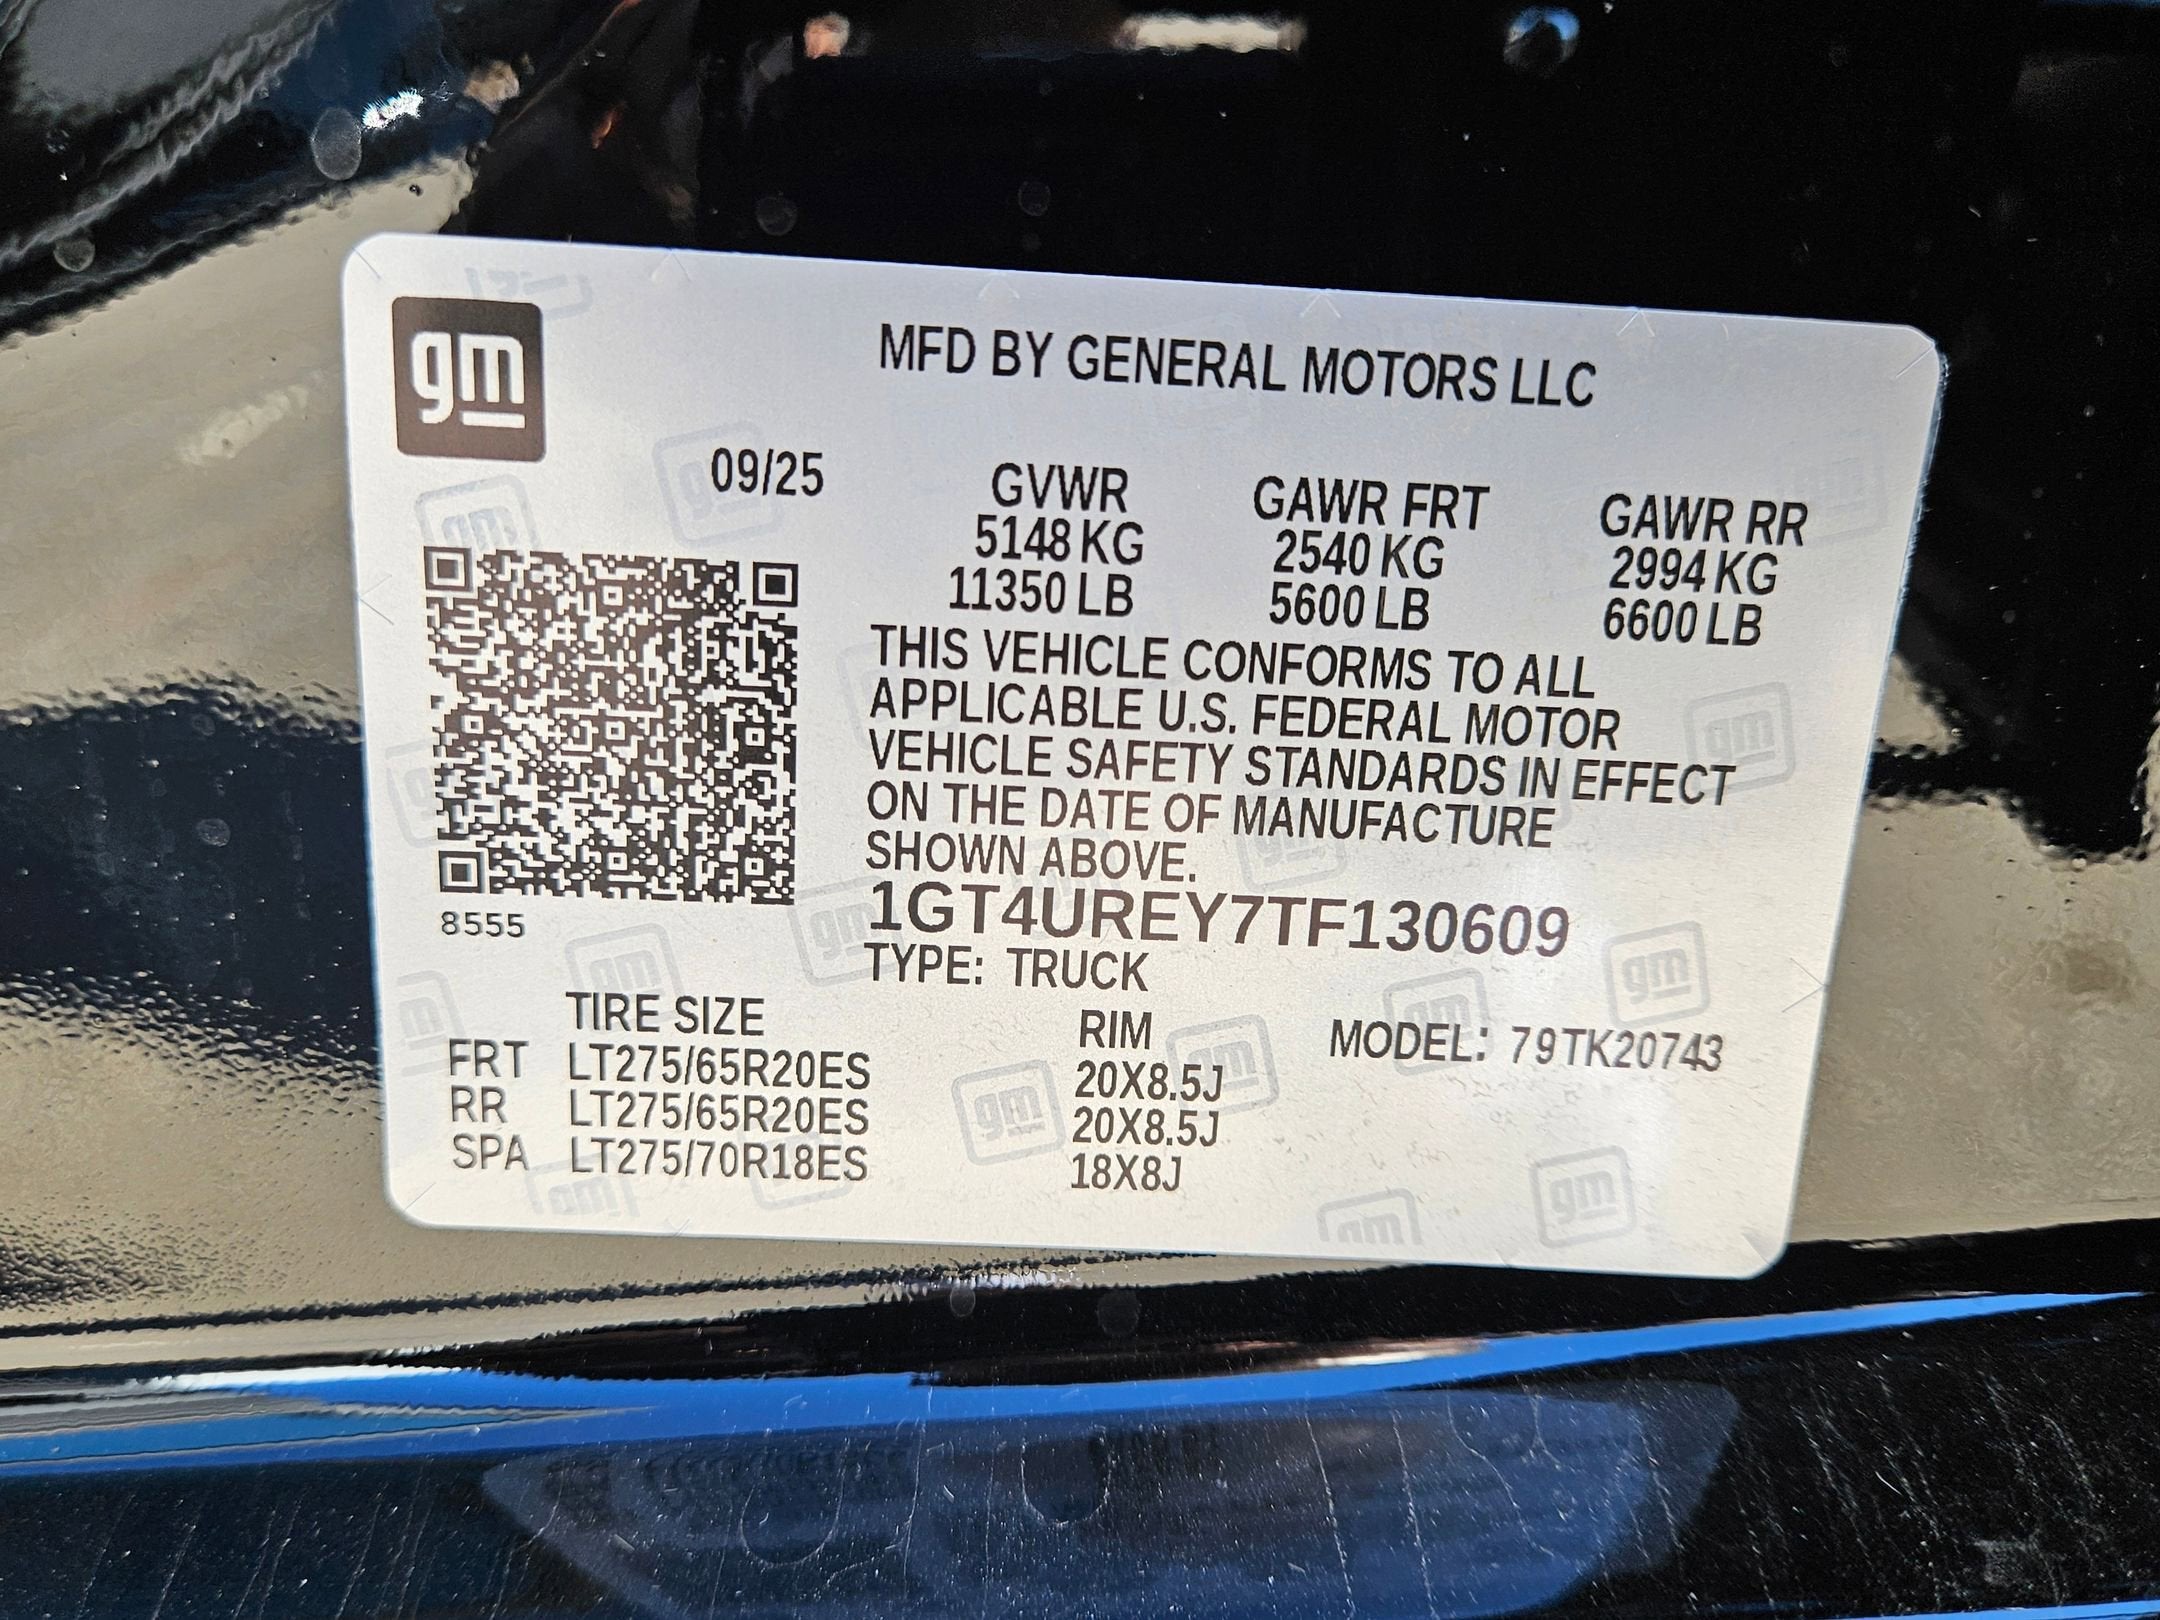 gm
MFD BY GENERAL MOTORS LLC
09/25
GVWR GAWR FRT GAWR RR
5148 KG 2540 KG 2994 KG
11350 LB 5600 LB 6600 LB
THIS VEHICLE CONFORMS TO ALL
APPLICABLE U.S. FEDERAL MOTOR
VEHICLE SAFETY STANDARDS IN EFFECT
ON THE DATE OF MANUFACTURE
SHOWN ABOVE.
8555
1GT4UREY7TF130609
TYPE: TRUCK
TIRE SIZE RIM MODEL: 79TK20743
FRT LT275/65R20ES 20X8.5J
RR LT275/65R20ES 20X8.5J
SPA LT275/70R18ES 18X8J